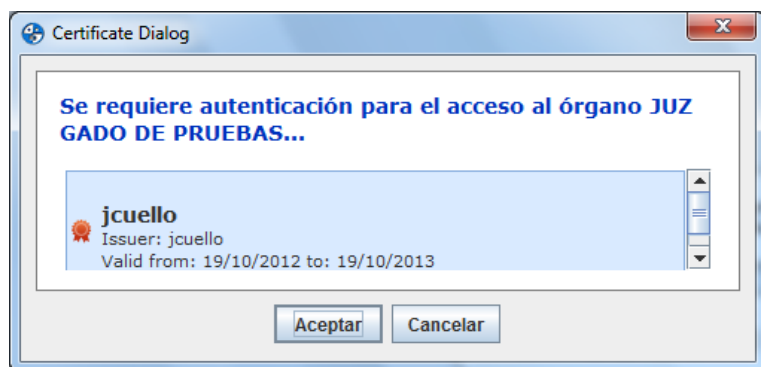 Certificate Dialog
Se requiere autenticación para el acceso al órgano JUZ
GADO DE PRUEBAS...
jcuello
Issuer: jcuello
Valid from: 19/10/2012 to: 19/10/2013
Aceptar Cancelar